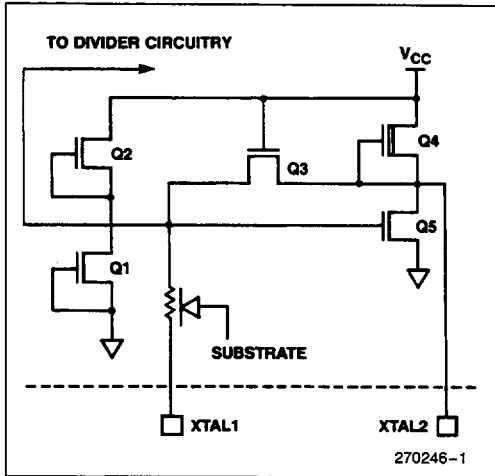 TO DIVIDER CIRCUITRY
VCC
Q2
Q4
Q3
Q5
Q1
SUBSTRATE
XTAL1
XTAL2
270246-1